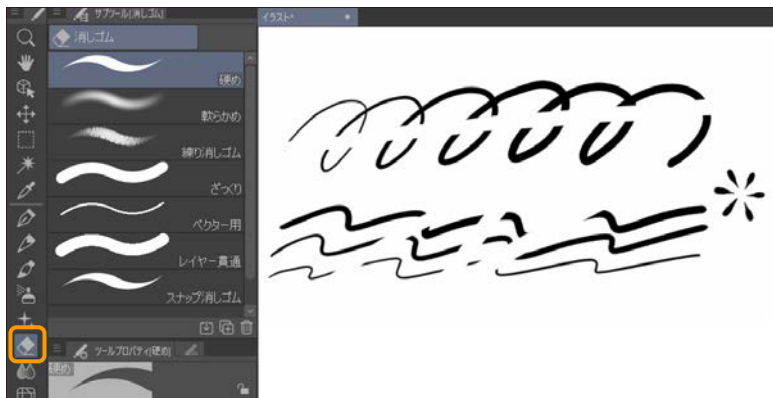 サブツール[消しゴム]
イラスト*
消しゴム
硬め
軟らかめ
練り消しゴム
ざっくり
ベクター用
レイヤー貫通
スナップ消しゴム
ツールプロパティ[硬め]
硬め